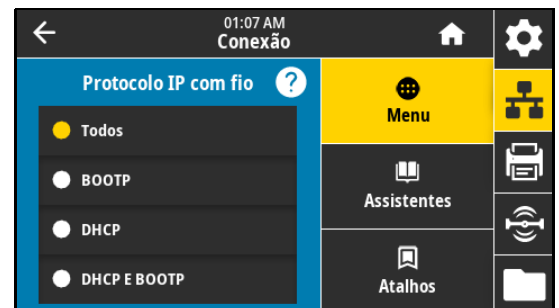 01:07 AM
Conexão
Protocolo IP com fio
?
Todos
BOOTP
DHCP
DHCP E BOOTP
Menu
Assistentes
Atalhos